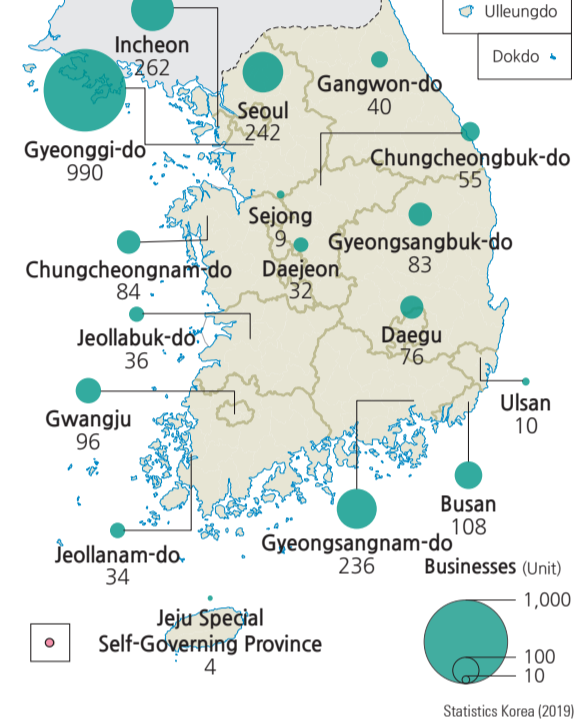 Ulleungdo
Dokdo
Incheon
262
Seoul
242
Gangwon-do
40
Gyeonggi-do
990
Chungcheongbuk-do
55
Sejong
9
Gyeongsangbuk-do
83
Chungcheongnam-do
84
Daejeon
32
Jeollabuk-do
36
Daegu
76
Gwangju
96
Ulsan
10
Busan
108
Gyeongsangnam-do
236
Jeollanam-do
34
Jeju Special
Self-Governing Province
4
Businesses (Unit)
1,000
100
10
Statistics Korea (2019)